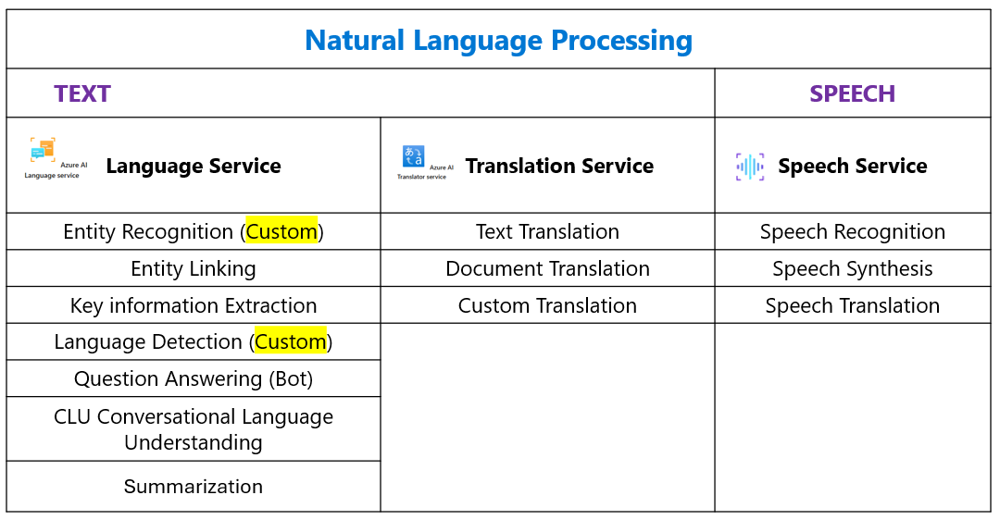 Natural Language Processing
TEXT
SPEECH
Azure AI
Language service
Language Service
あ
a
Azure AI
Translator service
Translation Service
Speech Service
Entity Recognition (Custom)
Text Translation
Speech Recognition
Entity Linking
Document Translation
Speech Synthesis
Key information Extraction
Custom Translation
Speech Translation
Language Detection (Custom)
Question Answering (Bot)
CLU Conversational Language
Understanding
Summarization